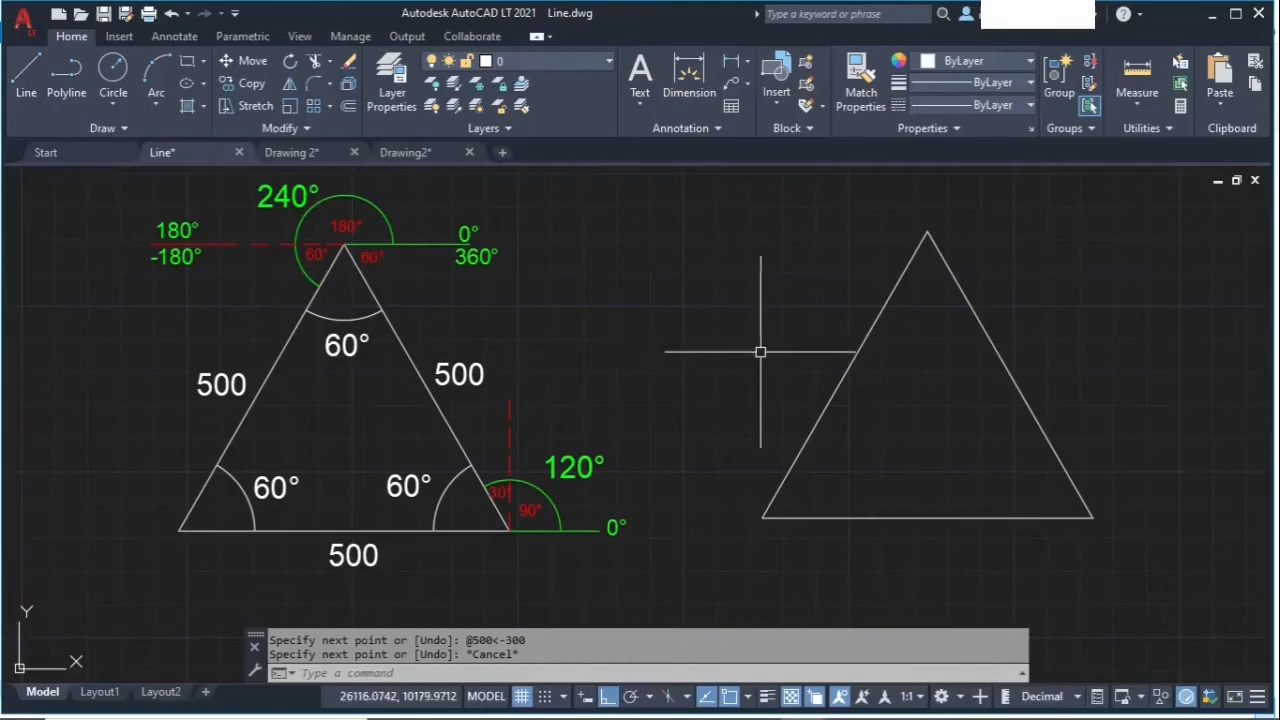 Autodesk AutoCAD LT 2021 Line.dwg
Type a keyword or phrase
LT
Home Insert Annotate Parametric View Manage Output Collaborate
Line
Polyline
Circle
Arc
Move
Copy
Stretch
Layer
Properties
0
Text
Dimension
Insert
Match
Properties
ByLayer
ByLayer
ByLayer
Group
Measure
Paste
Draw Modify Layers Annotation Block Properties Groups Utilities Clipboard
Start Line* Drawing 2* Drawing2*
240°
180°
-180°
180°
60°
60°
0°
360°
60°
500
500
60°
60°
500
120°
30°
90°
0°
Y
X
Specify next point or [Undo]: @500<-300
Specify next point or [Undo]: *Cancel*
Type a command
Model Layout1 Layout2
26116.0742, 10179.9712 MODEL
1:1
Decimal